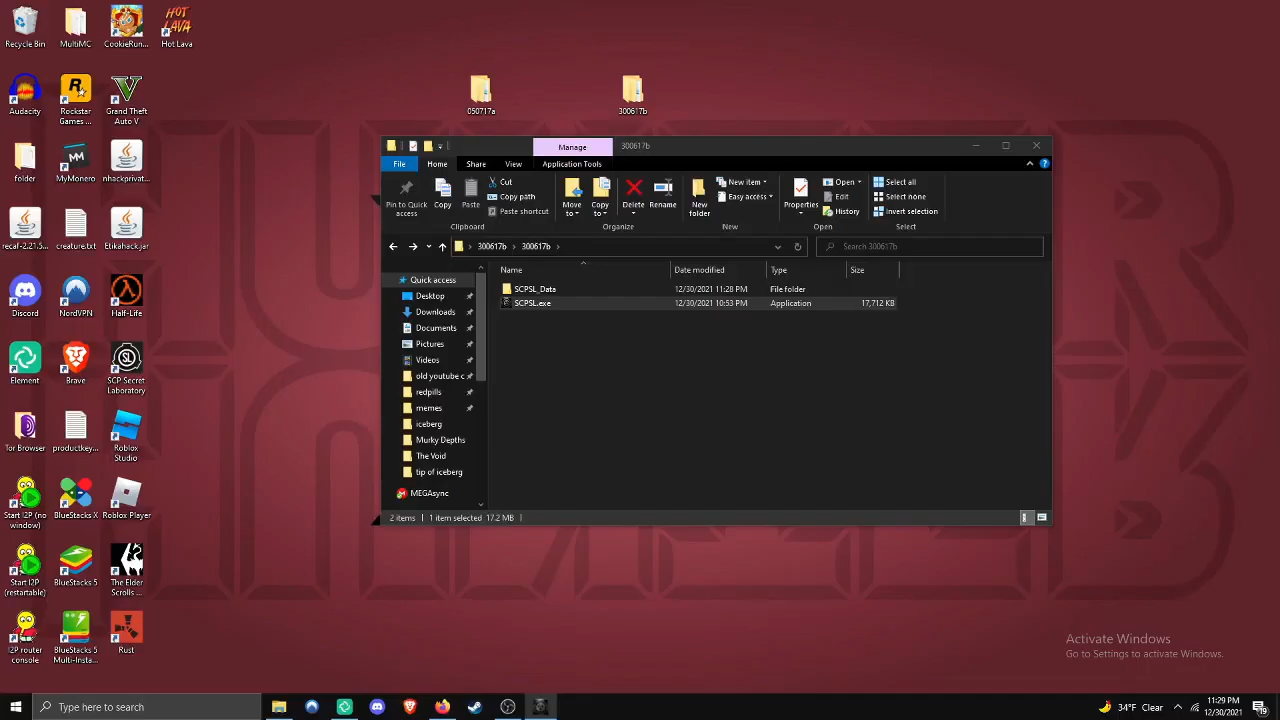 Recycle Bin
MultiMC
CookieRun...
Hot Lava
HOT
LAVA
050717a
300617b
Audacity
Rockstar
Games ...
Grand Theft
Auto V
folder
MyMonero
nhackprivat...
recaf-2.21.5...
creature.txt
Etikahack.jar
Discord
NordVPN
Half-Life
Element
Brave
SCP Secret
Laboratory
Tor Browser
productkey...
Roblox
Studio
Start I2P (no
window)
BlueStacks X
Roblox Player
Start I2P
(restartable)
BlueStacks 5
The Elder
Scrolls ...
I2P router
console
BlueStacks 5
Multi-Insta...
Rust
Manage
300617b
File
Home
Share
View
Application Tools
Pin to Quick
access
Copy
Paste
Cut
Copy path
Paste shortcut
Clipboard
Move
to
Copy
to
Delete
Rename
Organize
New
folder
New item
Easy access
New
Properties
Open
Edit
History
Open
Select all
Select none
Invert selection
Select
300617b > 300617b >
Search 300617b
Name
Date modified
Type
Size
SCPSL_Data
12/30/2021 11:28 PM
File folder
SCPSL.exe
12/30/2021 10:53 PM
Application
17,712 KB
Quick access
Desktop
Downloads
Documents
Pictures
Videos
old youtube c
redpills
memes
iceberg
Murky Depths
The Void
tip of iceberg
MEGAsync
2 items
1 item selected 17.2 MB
Activate Windows
Go to Settings to activate Windows.
Type here to search
34°F Clear
11:29 PM
12/30/2021
19